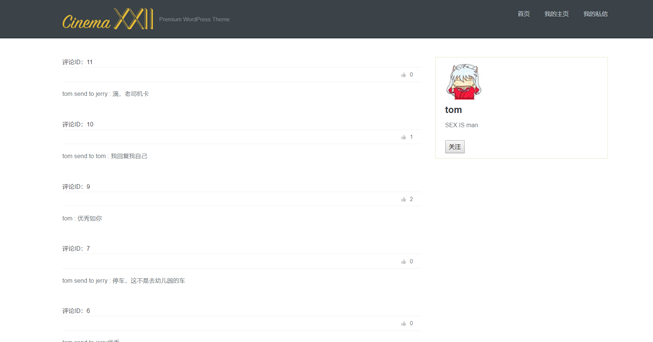 Cinema XXII Premium WordPress Theme 首页 我的主页 我的私信
评论ID: 11
0
tom send to jerry : 滴，老司机卡
评论ID: 10
1
tom send to tom : 我回复我自己
评论ID: 9
2
tom : 优秀如你
评论ID: 7
0
tom send to jerry : 停车，这不是去幼儿园的车
评论ID: 6
0
tom send to jerry
tom
SEX IS man
关注